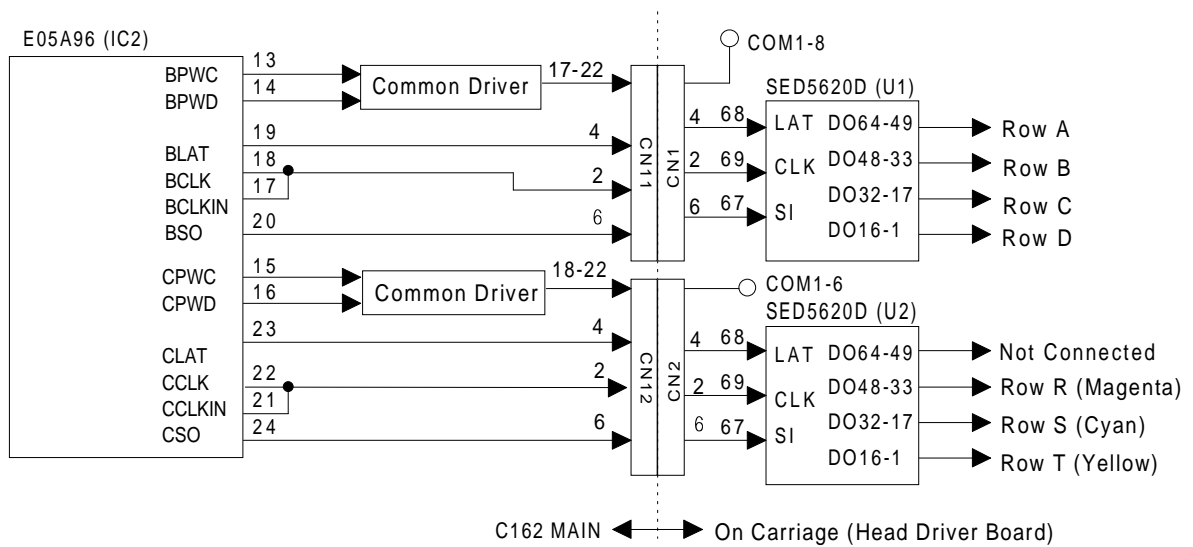 E05A96 (IC2)
BPWC
BPWD
BLAT
BCLK
BCLKIN
BSO
CPWC
CPWD
CLAT
CCLK
CCLKIN
CSO
13
14
19
18
17
20
15
16
23
22
21
24
Common Driver
17-22
4
2
6
Common Driver
18-22
4
2
6
CN11
CN1
CN12
CN2
COM1-8
SED5620D (U1)
4 68 LAT DO64-49 Row A
2 69 CLK DO48-33 Row B
6 67 SI DO32-17 Row C
DO16-1 Row D
COM1-6
SED5620D (U2)
4 68 LAT DO64-49 Not Connected
2 69 CLK DO48-33 Row R (Magenta)
6 67 SI DO32-17 Row S (Cyan)
DO16-1 Row T (Yellow)
C162 MAIN On Carriage (Head Driver Board)